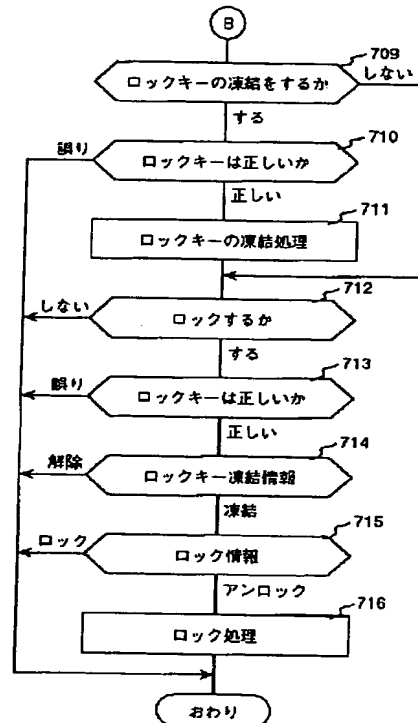 B
709
ロックキーの凍結をするか
しない
する
710
誤り
ロックキーは正しいか
正しい
711
ロックキーの凍結処理
712
しない
ロックするか
する
713
誤り
ロックキーは正しいか
正しい
714
解除
ロックキー凍結情報
凍結
715
ロック
ロック情報
アンロック
716
ロック処理
おわり